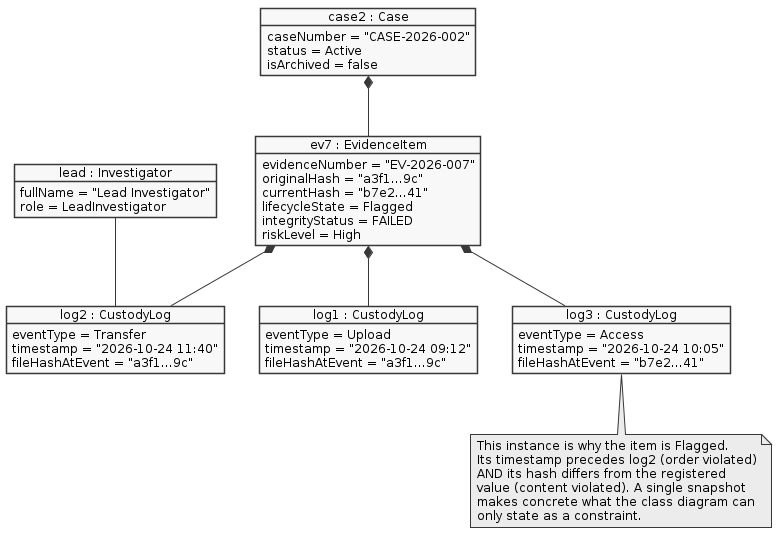 case2 : Case
caseNumber = "CASE-2026-002"
status = Active
isArchived = false
ev7 : EvidenceItem
evidenceNumber = "EV-2026-007"
originalHash = "a3f1...9c"
currentHash = "b7e2...41"
lifecycleState = Flagged
integrityStatus = FAILED
riskLevel = High
lead : Investigator
fullName = "Lead Investigator"
role = LeadInvestigator
log2 : CustodyLog
eventType = Transfer
timestamp = "2026-10-24 11:40"
fileHashAtEvent = "a3f1...9c"
log1 : CustodyLog
eventType = Upload
timestamp = "2026-10-24 09:12"
fileHashAtEvent = "a3f1...9c"
log3 : CustodyLog
eventType = Access
timestamp = "2026-10-24 10:05"
fileHashAtEvent = "b7e2...41"
This instance is why the item is Flagged.
Its timestamp precedes log2 (order violated)
AND its hash differs from the registered
value (content violated). A single snapshot
makes concrete what the class diagram can
only state as a constraint.